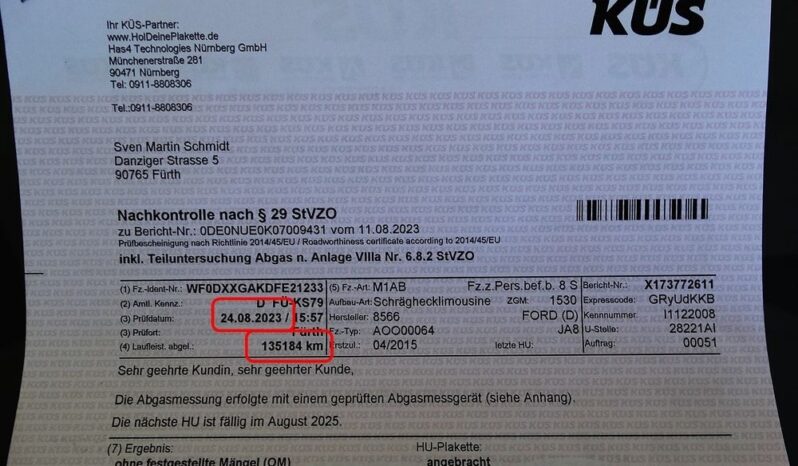 KÜS
Ihr KÜS-Partner:
www.HolDeinePlakette.de
Has4 Technologies Nürnberg GmbH
Münchenerstraße 281
90471 Nürnberg
Tel: 0911-8808306
Tel.:0911-8808306
Sven Martin Schmidt
Danziger Strasse 5
90765 Fürth
Nachkontrolle nach § 29 StVZO
zu Bericht-Nr.: 0DE0NUE0K07009431 vom 11.08.2023
Prüfbescheinigung nach Richtlinie 2014/45/EU / Roadworthiness certificate according to 2014/45/EU
inkl. Teiluntersuchung Abgas n. Anlage VIIIa Nr. 6.8.2 StVZO
(1) Fz.-Ident-Nr.: WF0DXXGAKDFE21233 (5) Fz.-Art: M1AB Fz.z.Pers.bef.b. 8 S Bericht-Nr.: X173772611
(2) Amtl. Kennz.: D FÜ-KS79 Aufbau-Art: Schräghecklimousine ZGM: 1530 Expresscode: GRyUdKKB
(3) Prüfdatum: 24.08.2023 / 15:57 Hersteller: 8566 FORD (D) Kennnummer I1122008
(3) Prüfort: Fürth Fz.-Typ: AOO00064 JA8 U-Stelle: 28221AI
(4) Laufleist. abgel.: 135184 km Erstzul.: 04/2015 letzte HU: Auftrag: 00051
Sehr geehrte Kundin, sehr geehrter Kunde,
Die Abgasmessung erfolgte mit einem geprüften Abgasmessgerät (siehe Anhang).
Die nächste HU ist fällig im August 2025.
(7) Ergebnis: HU-Plakette:
ohne festgestellte Mängel (OM) angebracht